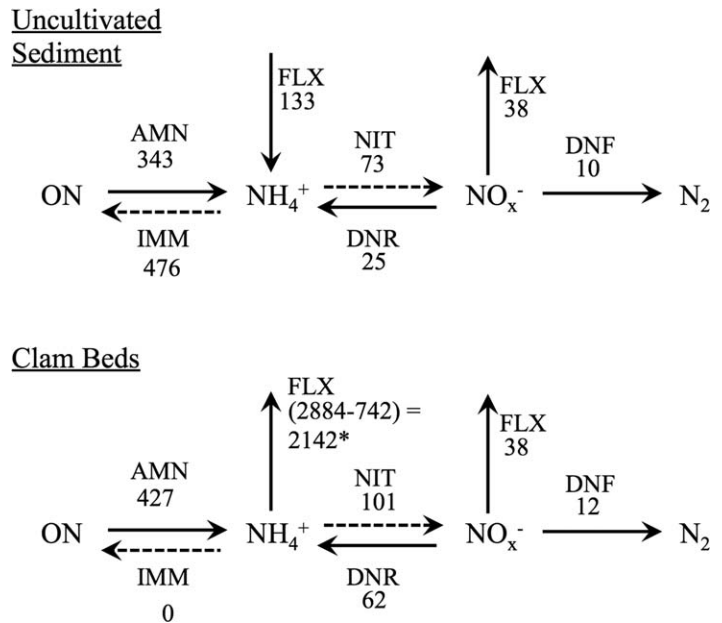 Uncultivated
Sediment
FLX
133
FLX
38
AMN
343
NIT
73
DNF
10
ON
NH₄⁺
NOₓ⁻
N₂
IMM
476
DNR
25
Clam Beds
FLX
(2884-742) =
2142*
FLX
38
AMN
427
NIT
101
DNF
12
ON
NH₄⁺
NOₓ⁻
N₂
IMM
0
DNR
62